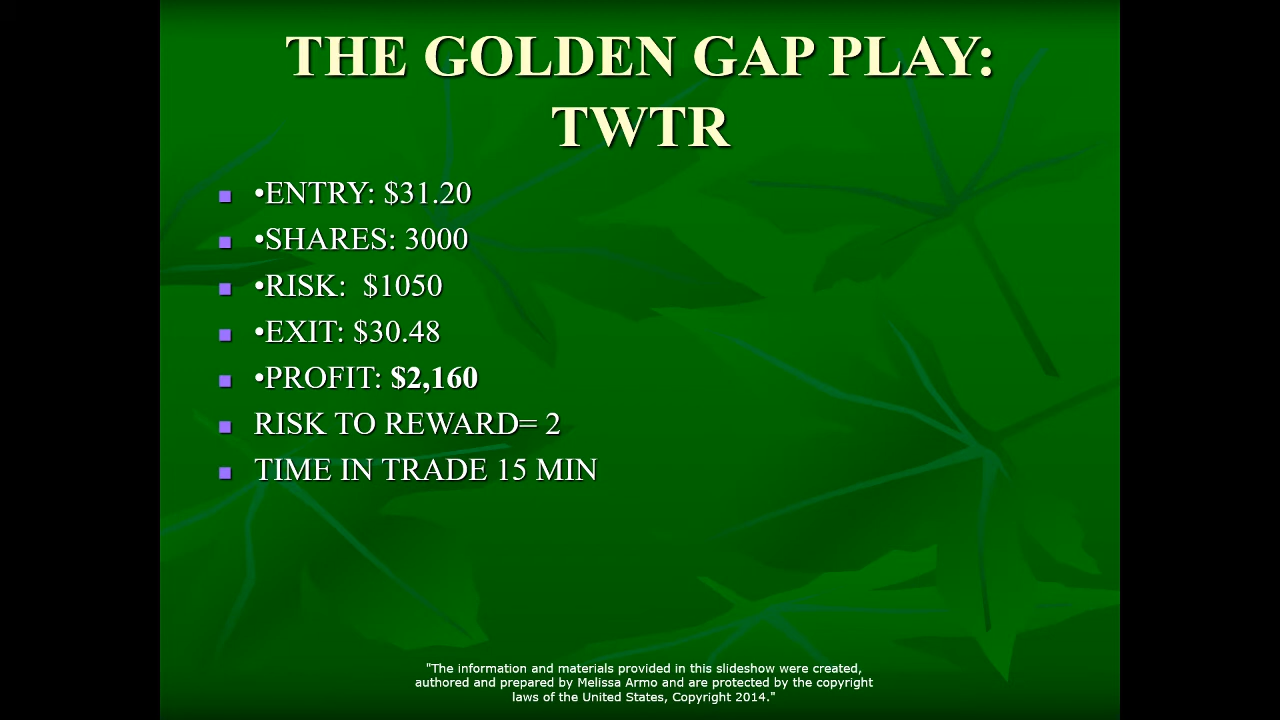 THE GOLDEN GAP PLAY:
TWTR
•ENTRY: $31.20
•SHARES: 3000
•RISK:  $1050
•EXIT: $30.48
•PROFIT: $2,160
RISK TO REWARD= 2
TIME IN TRADE 15 MIN
"The information and materials provided in this slideshow were created,
authored and prepared by Melissa Armo and are protected by the copyright
laws of the United States, Copyright 2014."